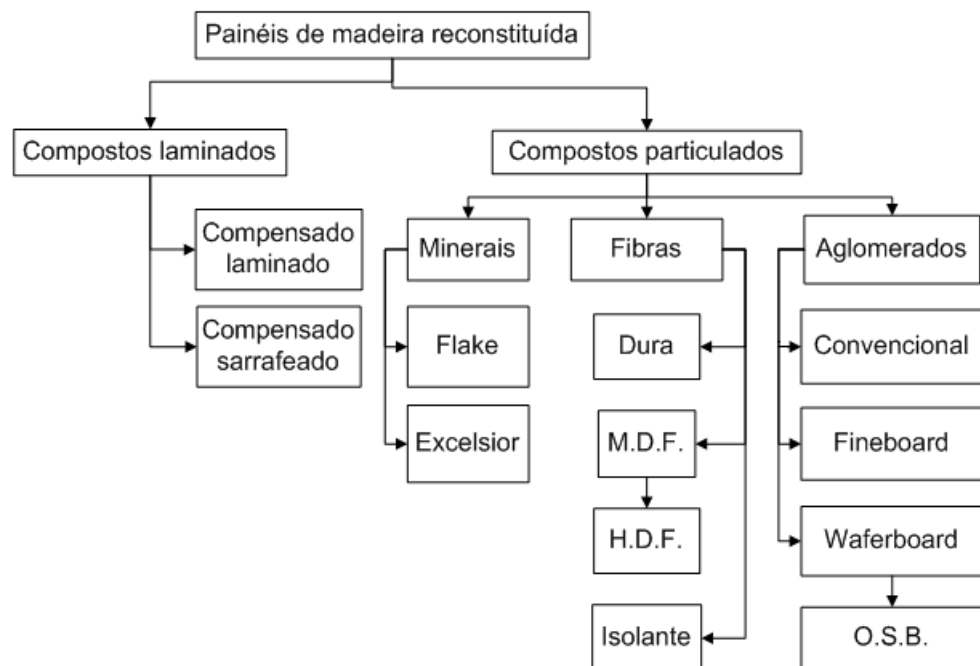 Painéis de madeira reconstituída
Compostos laminados
Compostos particulados
Compensado
laminado
Compensado
sarrafeado
Minerais
Flake
Excelsior
Fibras
Dura
M.D.F.
H.D.F.
Isolante
Aglomerados
Convencional
Fineboard
Waferboard
O.S.B.